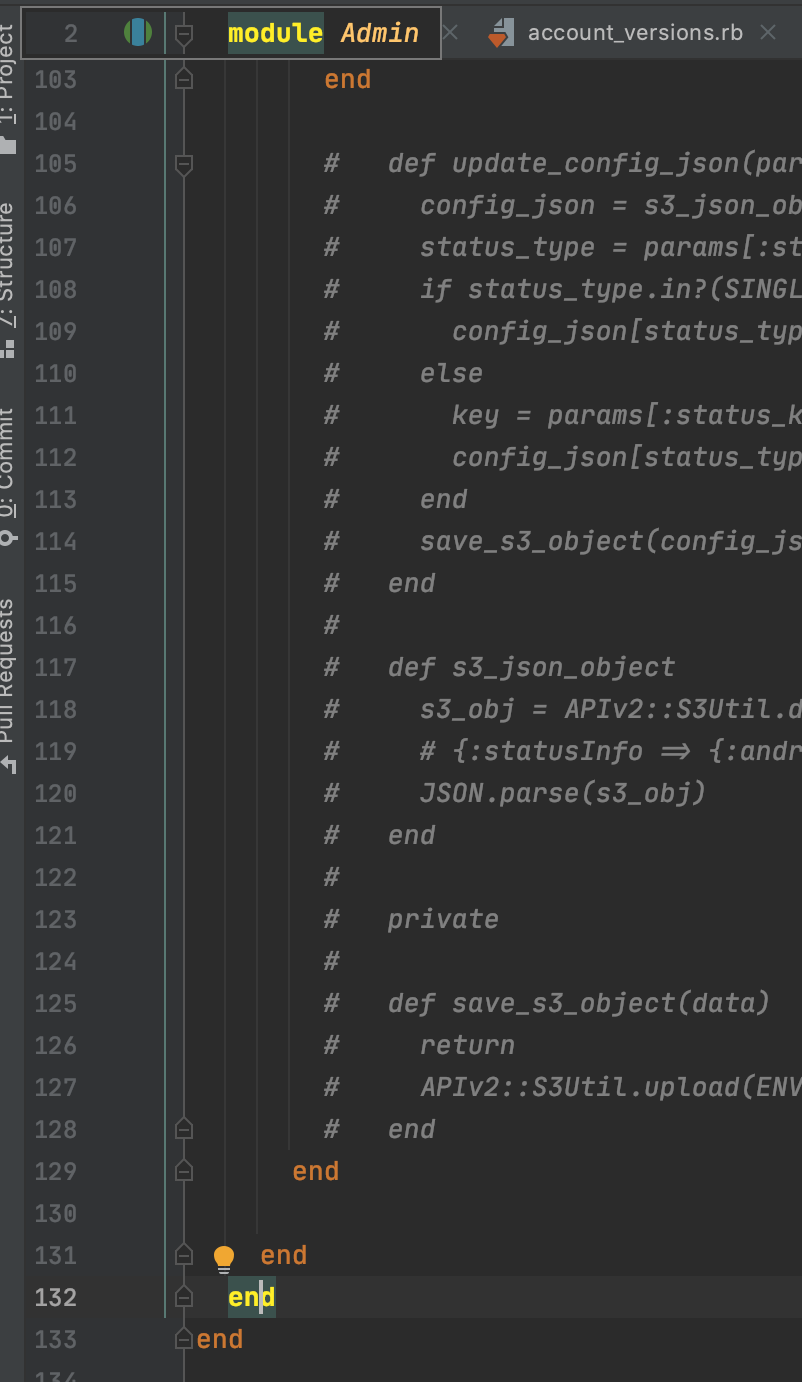 2 module Admin account_versions.rb
1: Project
7: Structure
0: Commit
Pull Requests
103 end
104
105 # def update_config_json(par
106 # config_json = s3_json_ob
107 # status_type = params[:st
108 # if status_type.in?(SINGL
109 # config_json[status_typ
110 # else
111 # key = params[:status_k
112 # config_json[status_typ
113 # end
114 # save_s3_object(config_js
115 # end
116 #
117 # def s3_json_object
118 # s3_obj = APIv2::S3Util.d
119 # # {:statusInfo => {:andr
120 # JSON.parse(s3_obj)
121 # end
122 #
123 # private
124 #
125 # def save_s3_object(data)
126 # return
127 # APIv2::S3Util.upload(ENV
128 # end
129 end
130
131 end
132 end
133 end
134